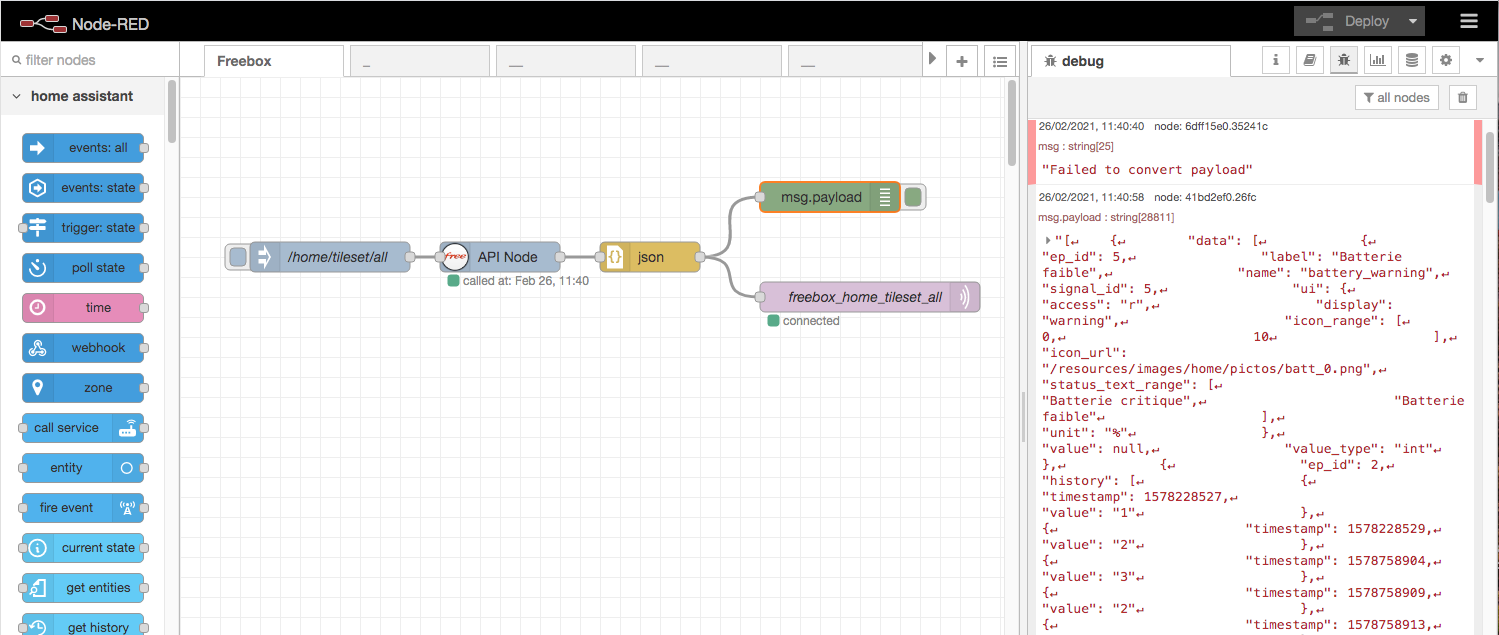 Node-RED
Deploy
filter nodes
Freebox
_
__
__
__
debug
home assistant
events: all
events: state
trigger: state
poll state
time
webhook
zone
call service
entity
fire event
current state
get entities
get history
/home/tileset/all
free
API Node
called at: Feb 26, 11:40
json
msg.payload
freebox_home_tileset_all
connected
all nodes
26/02/2021, 11:40:40 node: 6dff15e0.35241c
msg : string[25]
"Failed to convert payload"
26/02/2021, 11:40:58 node: 41bd2ef0.26fc
msg.payload : string[28811]
"[↵ {↵ "data": [↵ {↵
"ep_id": 5,↵ "label": "Batterie
faible",↵ "name": "battery_warning",↵
"signal_id": 5,↵ "ui": {↵
"access": "r",↵ "display":
"warning",↵ "icon_range": [↵
0,↵ 10↵ ],↵
"icon_url":
"/resources/images/home/pictos/batt_0.png",↵
"status_text_range": [↵
"Batterie critique",↵ "Batterie
faible"↵ ],↵
"unit": "%"↵ },↵
"value": null,↵ "value_type": "int"↵
},↵ {↵ "ep_id": 2,↵
"history": [↵ {↵
"timestamp": 1578228527,↵
"value": "1"↵ },↵
{↵ "timestamp": 1578228529,↵
"value": "2"↵ },↵
{↵ "timestamp": 1578758904,↵
"value": "3"↵ },↵
{↵ "timestamp": 1578758909,↵
"value": "2"↵ },↵
{↵ "timestamp": 1578758913,↵